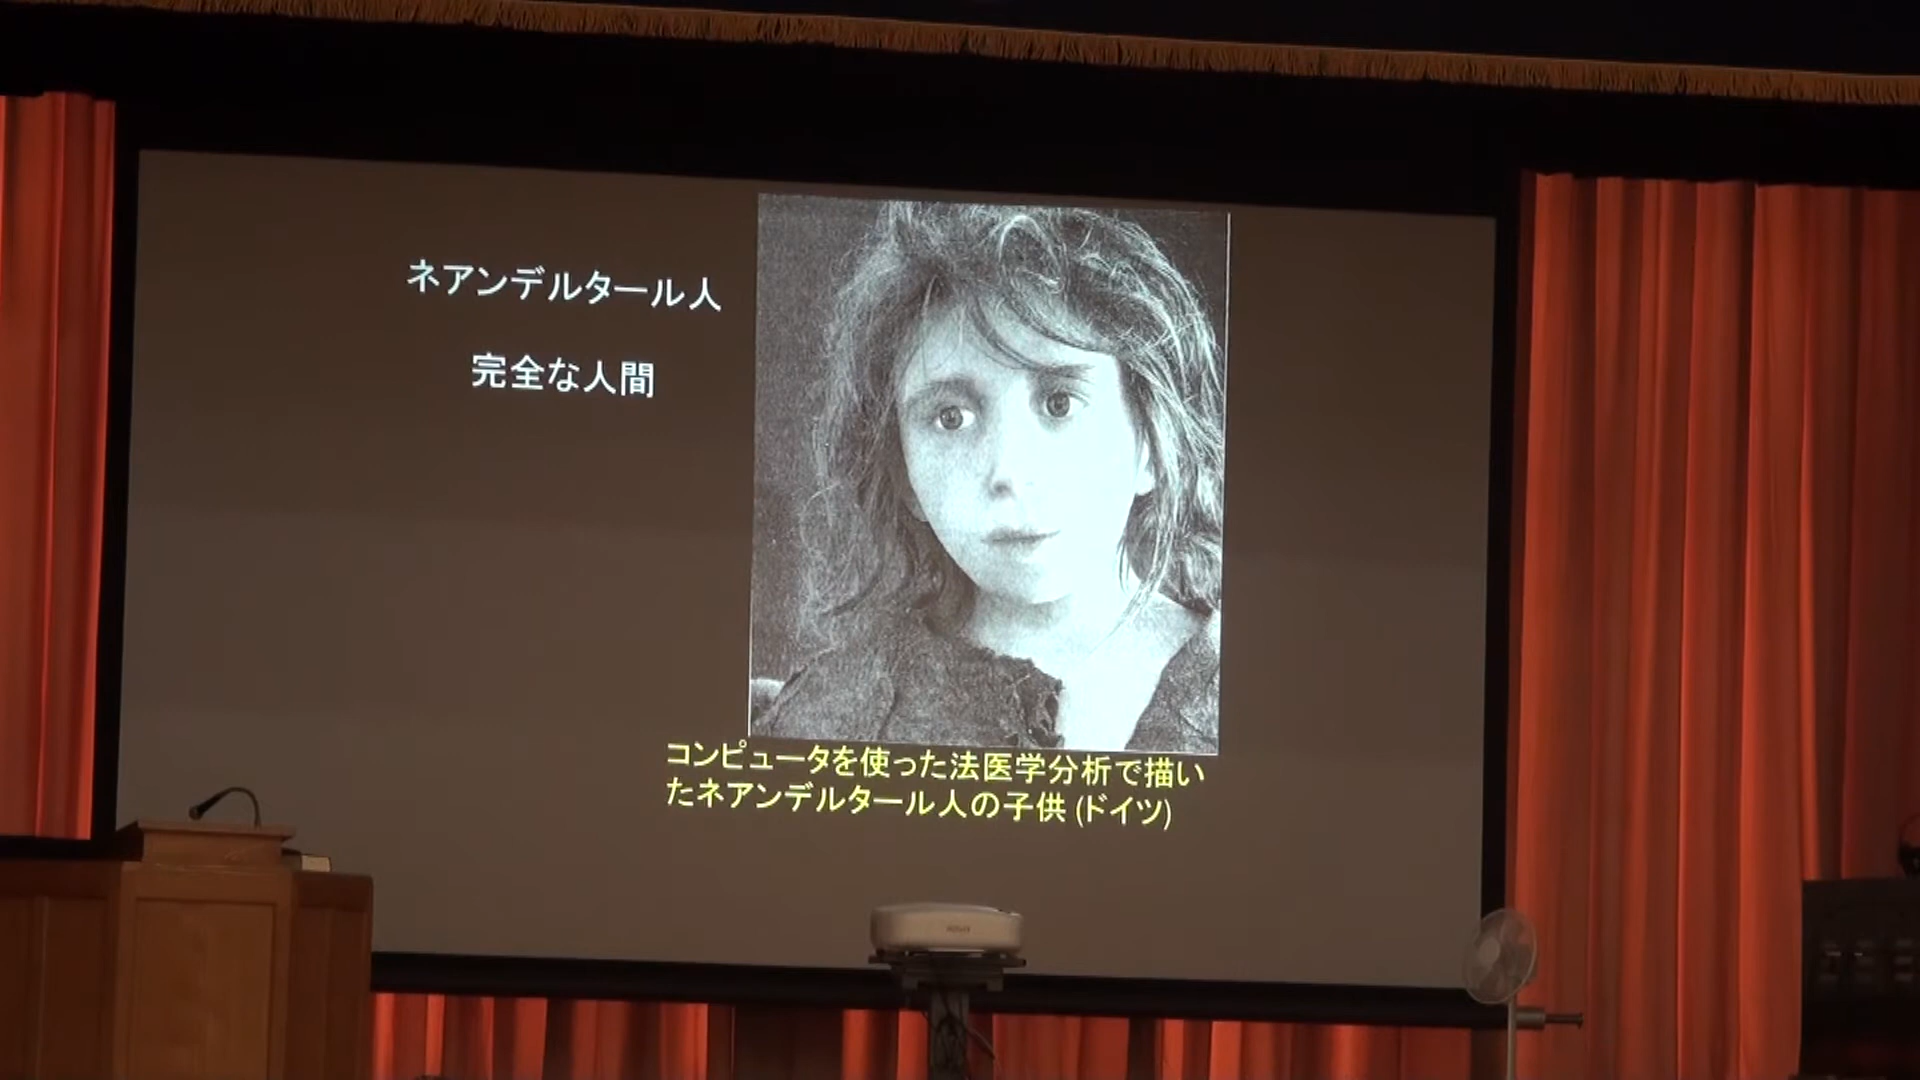 ネアンデルタール人
完全な人間
コンピュータを使った法医学分析で描い
たネアンデルタール人の子供 (ドイツ)